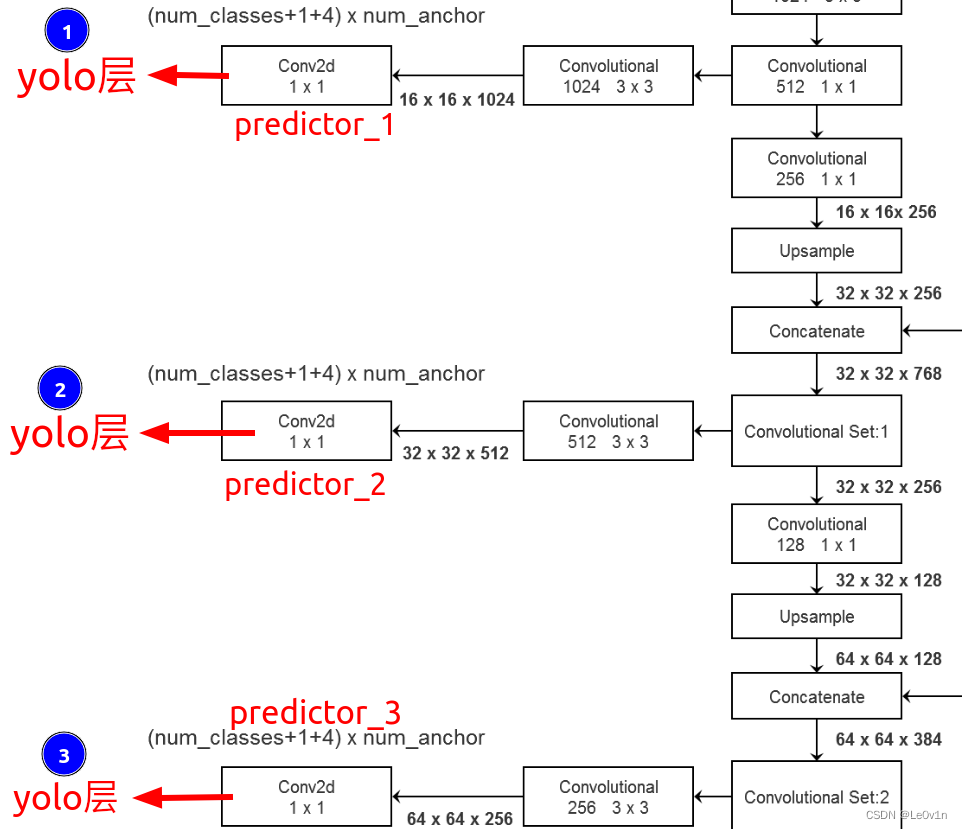 1024 3 x 3
(num_classes+1+4) x num_anchor
1
yolo层
Conv2d
1 x 1
predictor_1
16 x 16 x 1024
Convolutional
1024 3 x 3
Convolutional
512 1 x 1
Convolutional
256 1 x 1
16 x 16x 256
Upsample
32 x 32 x 256
Concatenate
32 x 32 x 768
(num_classes+1+4) x num_anchor
2
yolo层
Conv2d
1 x 1
predictor_2
32 x 32 x 512
Convolutional
512 3 x 3
Convolutional Set:1
32 x 32 x 256
Convolutional
128 1 x 1
32 x 32 x 128
Upsample
64 x 64 x 128
Concatenate
64 x 64 x 384
predictor_3
(num_classes+1+4) x num_anchor
3
yolo层
Conv2d
1 x 1
64 x 64 x 256
Convolutional
256 3 x 3
Convolutional Set:2
CSDN @Le0v1n